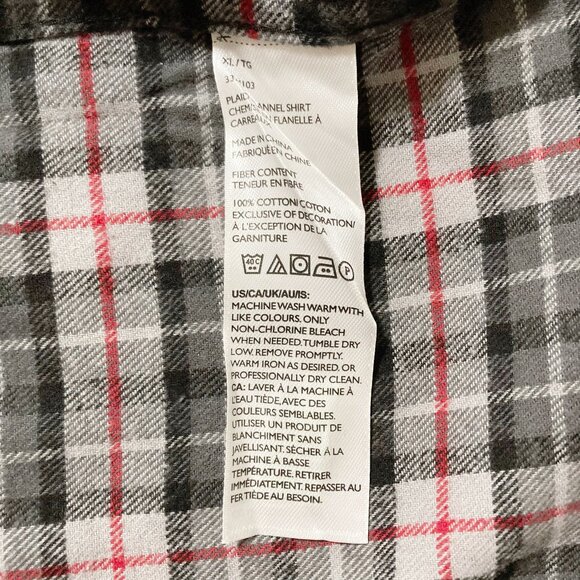 XL/TG
PLAID
FLANNEL SHIRT
FLANELLE À
MADE IN CHINA
FABRIQUÉ EN CHINE
FIBER CONTENT
TENEUR EN FIBRE
100% COTTON/COTON
EXCLUSIVE OF DECORATION/
À L'EXCEPTION DE LA
GARNITURE
40 C
P
US/CA/UK/AU/IS:
MACHINE WASH WARM WITH
LIKE COLOURS. ONLY
NON-CHLORINE BLEACH
WHEN NEEDED. TUMBLE DRY
LOW. REMOVE PROMPTLY.
WARM IRON AS DESIRED. OR
PROFESSIONALLY DRY CLEAN.
CA: LAVER À LA MACHINE À
L'EAU TIÈDE, AVEC DES
COULEURS SEMBLABLES.
UTILISER UN PRODUIT DE
BLANCHIMENT SANS
JAVELLISANT. SÉCHER À LA
MACHINE À BASSE
TEMPÉRATURE. RETIRER
IMMÉDIATEMENT. REPASSER AU
FER TIÈDE AU BESOIN.